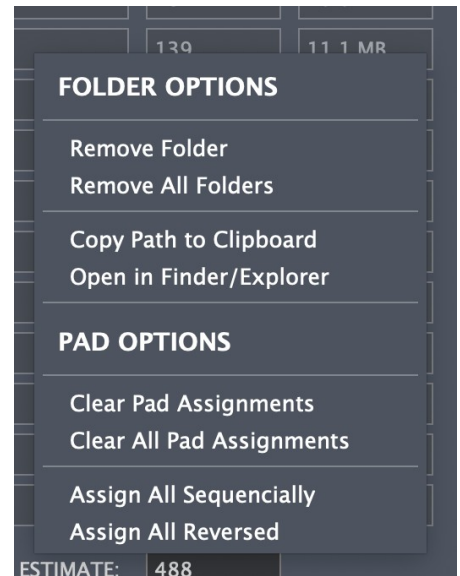 139 11.1 MB
FOLDER OPTIONS
Remove Folder
Remove All Folders
Copy Path to Clipboard
Open in Finder/Explorer
PAD OPTIONS
Clear Pad Assignments
Clear All Pad Assignments
Assign All Sequencially
Assign All Reversed
ESTIMATE: 488